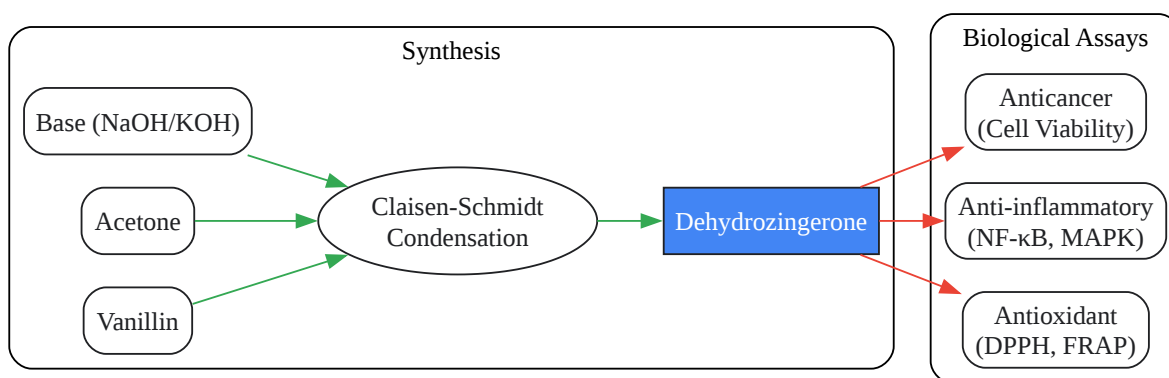 Synthesis
Base (NaOH/KOH)
Acetone
Vanillin
Claisen-Schmidt
Condensation
Dehydrozingerone
Biological Assays
Anticancer
(Cell Viability)
Anti-inflammatory
(NF-κB, MAPK)
Antioxidant
(DPPH, FRAP)